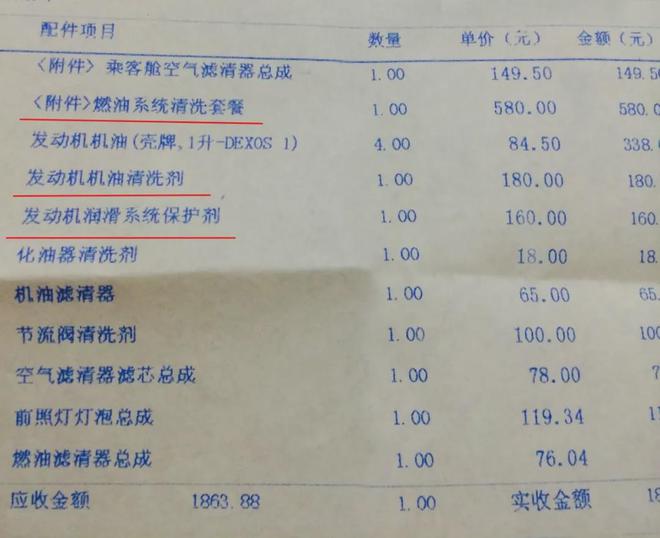 配件项目 数量 单价(元) 金额(元)
〈附件〉乘客舱空气滤清器总成 1.00 149.50 149.50
〈附件〉燃油系统清洗套餐 1.00 580.00 580.0
发动机机油(壳牌,1升-DEXOS 1) 4.00 84.50 338.
发动机机油清洗剂 1.00 180.00 180.
发动机润滑系统保护剂 1.00 160.00 160.
化油器清洗剂 1.00 18.00 18.
机油滤清器 1.00 65.00 65.
节流阀清洗剂 1.00 100.00 100
空气滤清器滤芯总成 1.00 78.00 7
前照灯灯泡总成 1.00 119.34 11
燃油滤清器总成 1.00 76.04
应收金额 1863.88 1.00 实收金额 18